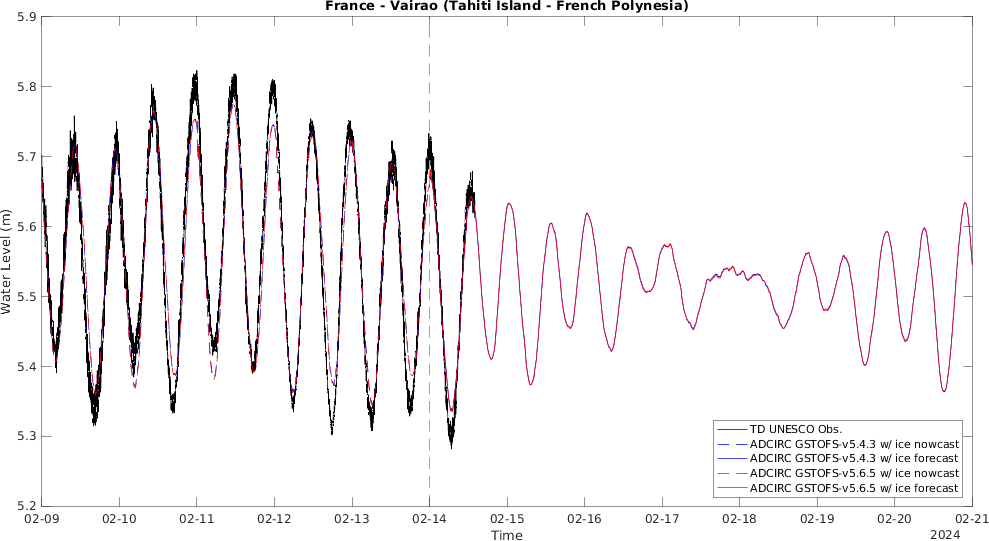 France - Vairao (Tahiti Island - French Polynesia)
5.9
5.8
5.7
5.6
5.5
5.4
5.3
5.2
Water Level (m)
TD UNESCO Obs.
ADCIRC GSTOFS-v5.4.3 w/ ice nowcast
ADCIRC GSTOFS-v5.4.3 w/ ice forecast
ADCIRC GSTOFS-v5.6.5 w/ ice nowcast
ADCIRC GSTOFS-v5.6.5 w/ ice forecast
02-09 02-10 02-11 02-12 02-13 02-14 02-15 02-16 02-17 02-18 02-19 02-20 02-21
Time
2024